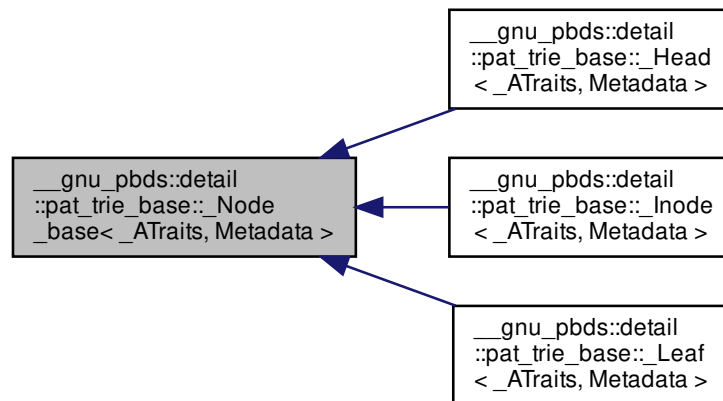 __gnu_pbds::detail
::pat_trie_base::_Head
< _ATraits, Metadata >
__gnu_pbds::detail
::pat_trie_base::_Node
_base< _ATraits, Metadata >
__gnu_pbds::detail
::pat_trie_base::_Inode
< _ATraits, Metadata >
__gnu_pbds::detail
::pat_trie_base::_Leaf
< _ATraits, Metadata >